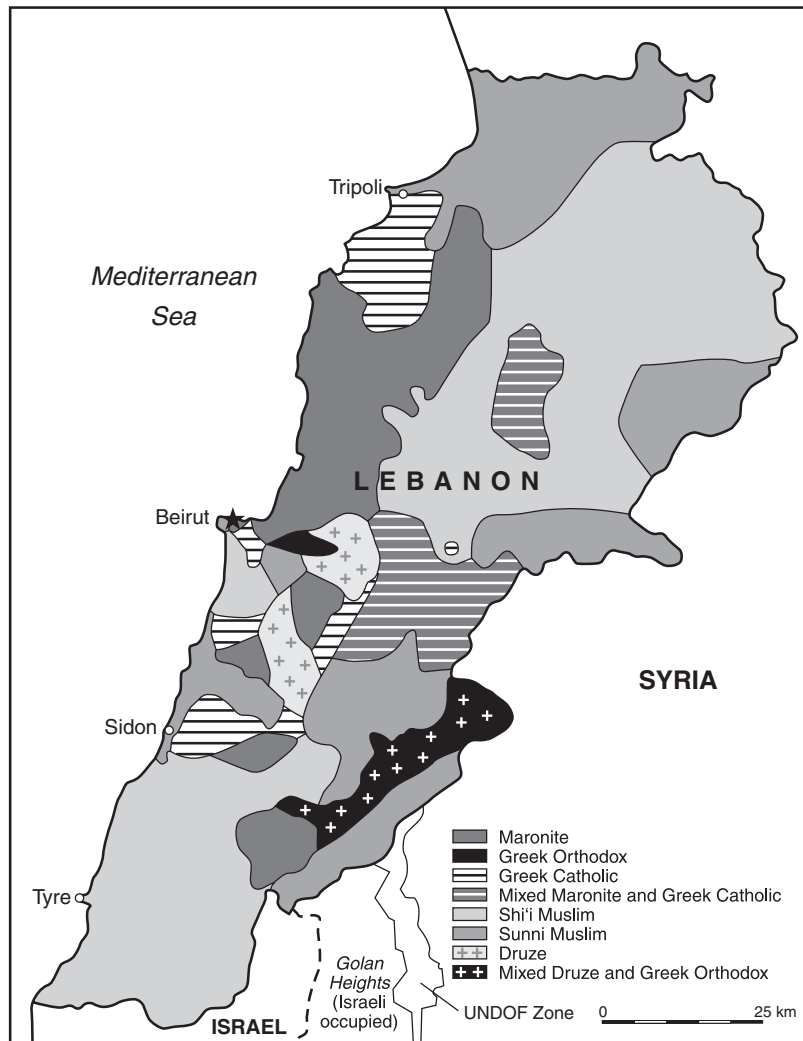 Tripoli
Mediterranean
Sea
LEBANON
Beirut
SYRIA
Sidon
Tyre
Maronite
Greek Orthodox
Greek Catholic
Mixed Maronite and Greek Catholic
Shi‘i Muslim
Sunni Muslim
Druze
Mixed Druze and Greek Orthodox
Golan
Heights
(Israeli
occupied)
ISRAEL
UNDOF Zone
0 25 km